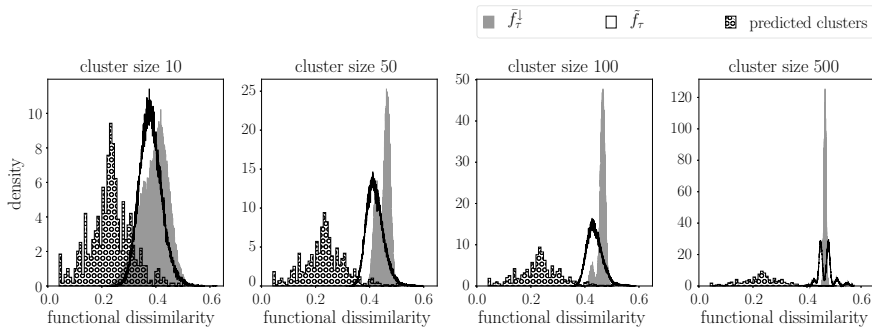 f̄_τ^↓ f̃_τ predicted clusters
cluster size 10 cluster size 50 cluster size 100 cluster size 500
density
10
8
6
4
2
0
0.0 0.2 0.4 0.6
functional dissimilarity
25
20
15
10
5
0
0.0 0.2 0.4 0.6
functional dissimilarity
50
40
30
20
10
0
0.0 0.2 0.4 0.6
functional dissimilarity
120
100
80
60
40
20
0
0.0 0.2 0.4 0.6
functional dissimilarity